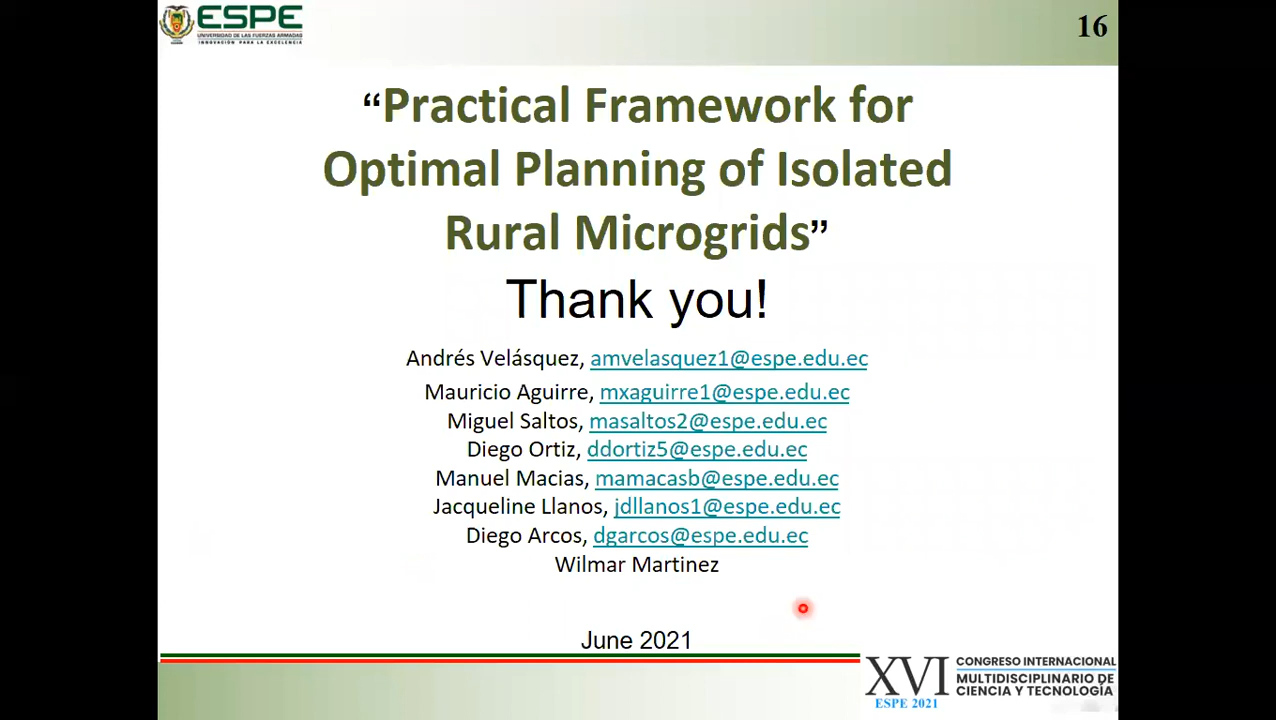 ESPE
UNIVERSIDAD DE LAS FUERZAS ARMADAS
INNOVACIÓN PARA LA EXCELENCIA
16
“Practical Framework for
Optimal Planning of Isolated
Rural Microgrids”
Thank you!
Andrés Velásquez, amvelasquez1@espe.edu.ec
Mauricio Aguirre, mxaguirre1@espe.edu.ec
Miguel Saltos, masaltos2@espe.edu.ec
Diego Ortiz, ddortiz5@espe.edu.ec
Manuel Macias, mamacasb@espe.edu.ec
Jacqueline Llanos, jdllanos1@espe.edu.ec
Diego Arcos, dgarcos@espe.edu.ec
Wilmar Martinez
June 2021
XVI
ESPE 2021
CONGRESO INTERNACIONAL
MULTIDISCIPLINARIO DE
CIENCIA Y TECNOLOGÍA